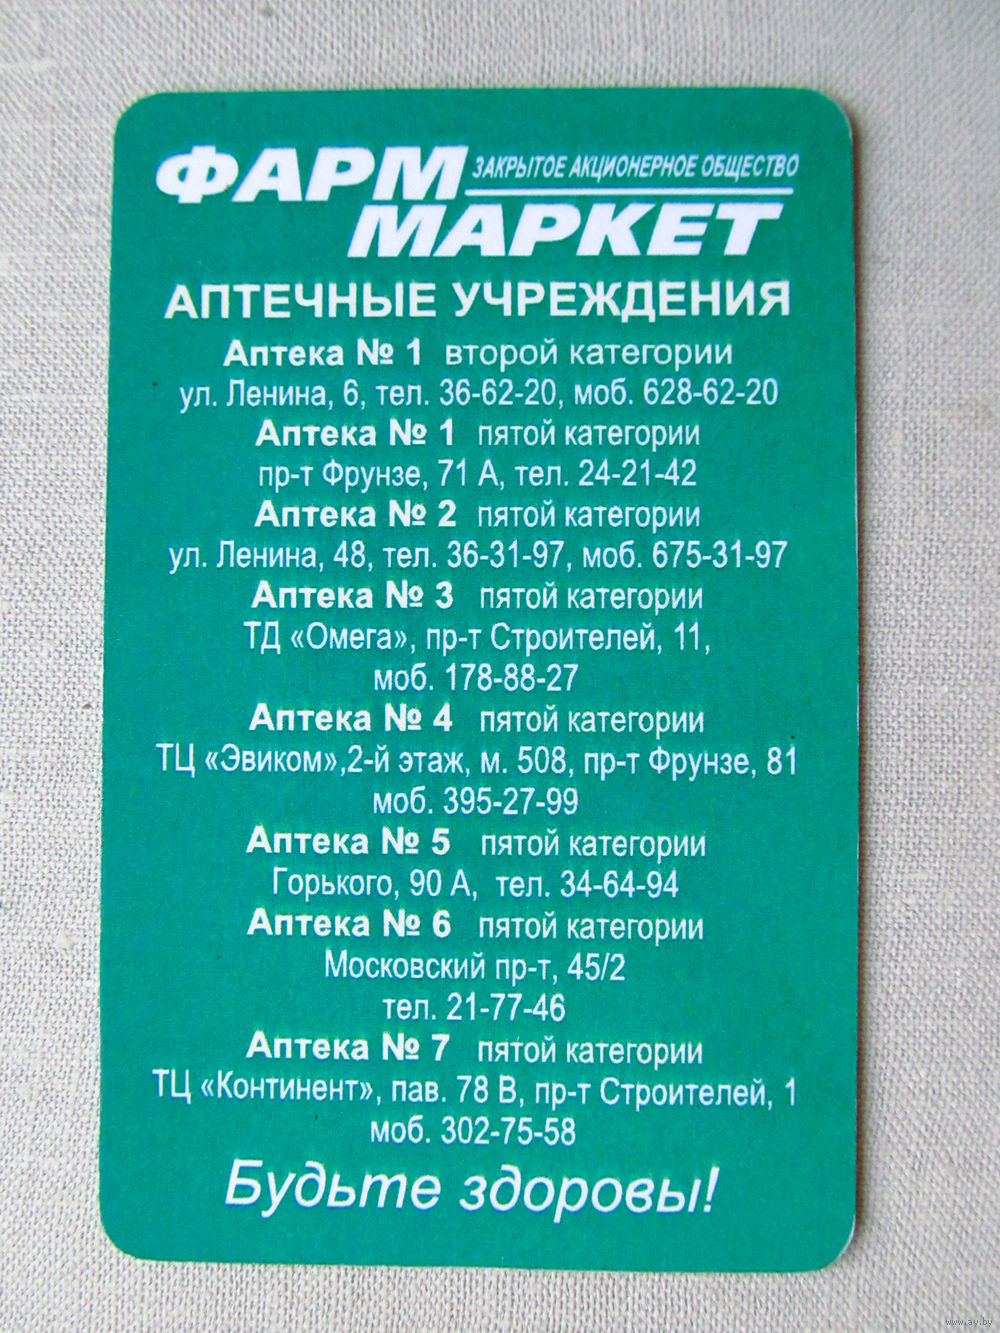 ФАРМ ЗАКРЫТОЕ АКЦИОНЕРНОЕ ОБЩЕСТВО
МАРКЕТ
АПТЕЧНЫЕ УЧРЕЖДЕНИЯ
Аптека № 1 второй категории
ул. Ленина, 6, тел. 36-62-20, моб. 628-62-20
Аптека № 1 пятой категории
пр-т Фрунзе, 71 А, тел. 24-21-42
Аптека № 2 пятой категории
ул. Ленина, 48, тел. 36-31-97, моб. 675-31-97
Аптека № 3 пятой категории
ТД «Омега», пр-т Строителей, 11,
моб. 178-88-27
Аптека № 4 пятой категории
ТЦ «Эвиком»,2-й этаж, м. 508, пр-т Фрунзе, 81
моб. 395-27-99
Аптека № 5 пятой категории
Горького, 90 А, тел. 34-64-94
Аптека № 6 пятой категории
Московский пр-т, 45/2
тел. 21-77-46
Аптека № 7 пятой категории
ТЦ «Континент», пав. 78 В, пр-т Строителей, 1
моб. 302-75-58
Будьте здоровы!
www.ay.by